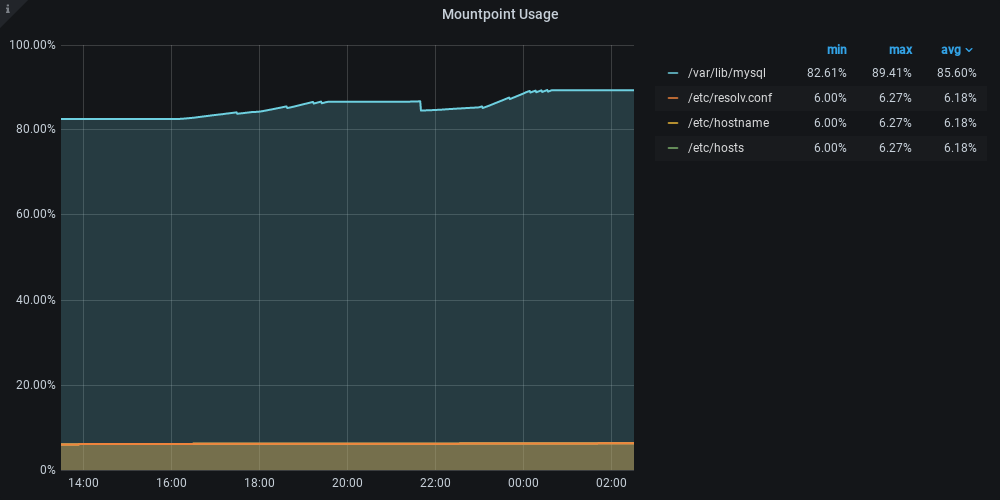 i
Mountpoint Usage
min max avg
/var/lib/mysql 82.61% 89.41% 85.60%
/etc/resolv.conf 6.00% 6.27% 6.18%
/etc/hostname 6.00% 6.27% 6.18%
/etc/hosts 6.00% 6.27% 6.18%
100.00%
80.00%
60.00%
40.00%
20.00%
0%
14:00 16:00 18:00 20:00 22:00 00:00 02:00